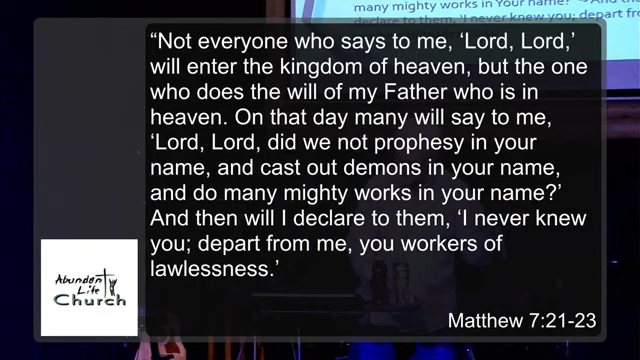 many mighty works in Your name?'
declare to them, 'I never knew you; depart from
“Not everyone who says to me, ‘Lord, Lord,’
will enter the kingdom of heaven, but the one
who does the will of my Father who is in
heaven. On that day many will say to me,
‘Lord, Lord, did we not prophesy in your
name, and cast out demons in your name,
and do many mighty works in your name?’
And then will I declare to them, ‘I never knew
you; depart from me, you workers of
lawlessness.’
Matthew 7:21-23
Abundant
Life
Church